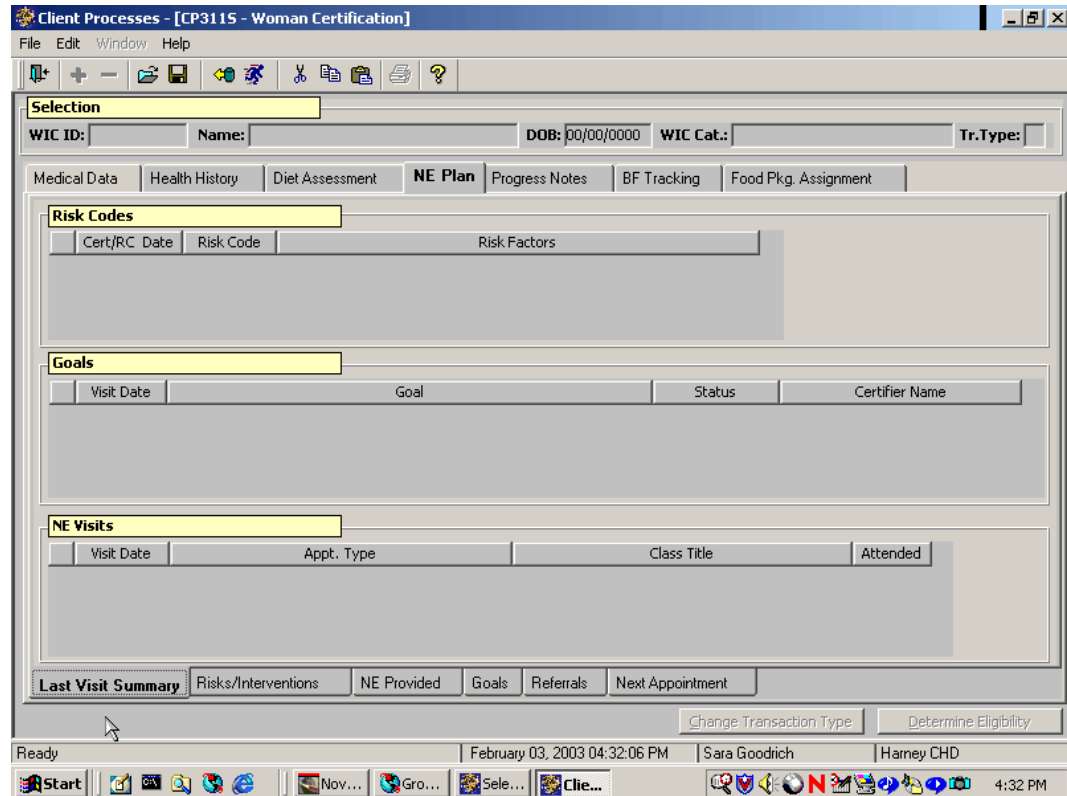 Client Processes - [CP311S - Woman Certification]
File Edit Window Help
Selection
WIC ID: Name: DOB: 00/00/0000 WIC Cat.: Tr.Type:
Medical Data Health History Diet Assessment NE Plan Progress Notes BF Tracking Food Pkg. Assignment
Risk Codes
Cert/RC Date Risk Code Risk Factors
Goals
Visit Date Goal Status Certifier Name
NE Visits
Visit Date Appt. Type Class Title Attended
Last Visit Summary Risks/Interventions NE Provided Goals Referrals Next Appointment
Change Transaction Type Determine Eligibility
Ready February 03, 2003 04:32:06 PM Sara Goodrich Harney CHD
Start Nov... Gro... Sele... Clie... N 4:32 PM